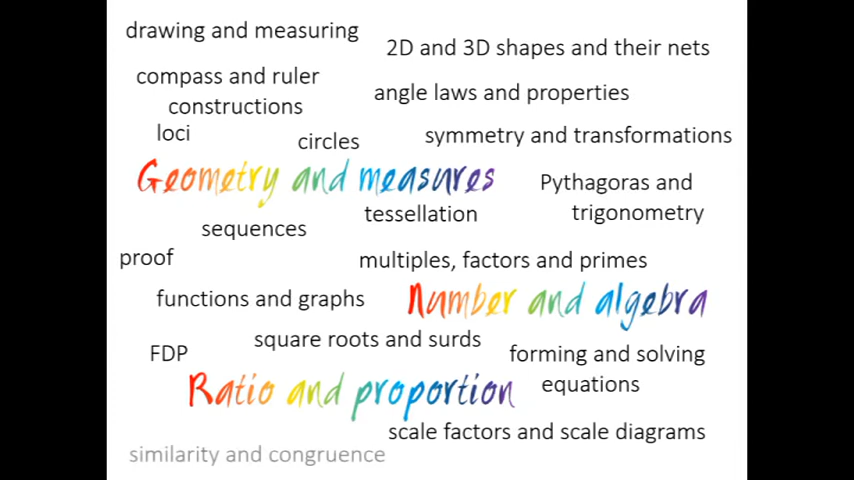 drawing and measuring
2D and 3D shapes and their nets
compass and ruler
constructions
angle laws and properties
loci
circles
symmetry and transformations
Geometry and measures
Pythagoras and
trigonometry
tessellation
sequences
proof
multiples, factors and primes
functions and graphs
Number and algebra
square roots and surds
FDP
forming and solving
equations
Ratio and proportion
scale factors and scale diagrams
similarity and congruence